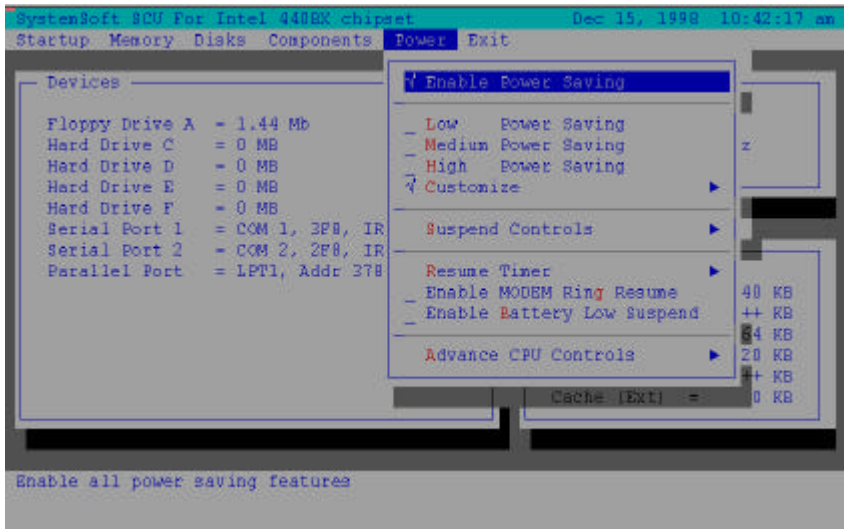 SystemSoft SCU For Intel 440BX chipset Dec 15, 1998 10:42:17 am
Startup Memory Disks Components Power Exit
Devices
Floppy Drive A = 1.44 Mb
Hard Drive C = 0 MB
Hard Drive D = 0 MB
Hard Drive E = 0 MB
Hard Drive F = 0 MB
Serial Port 1 = COM 1, 3F8, IR
Serial Port 2 = COM 2, 2F8, IR
Parallel Port = LPT1, Addr 378
√ Enable Power Saving
_ Low Power Saving
_ Medium Power Saving
_ High Power Saving
√ Customize ►
Suspend Controls ►
Resume Timer ►
_ Enable MODEM Ring Resume
_ Enable Battery Low Suspend
Advance CPU Controls ►
z
40 KB
++ KB
64 KB
20 KB
++ KB
Cache (Ext) = 0 KB
Enable all power saving features